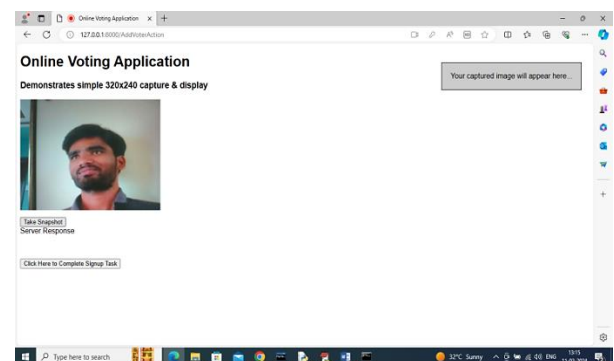 Online Voting Application
127.0.0.1:8000/AddVoterAction
Online Voting Application
Your captured image will appear here...
Demonstrates simple 320x240 capture & display
Take Snapshot
Server Response
Click Here to Complete Signup Task
Type here to search
32°C Sunny
ENG
13:15